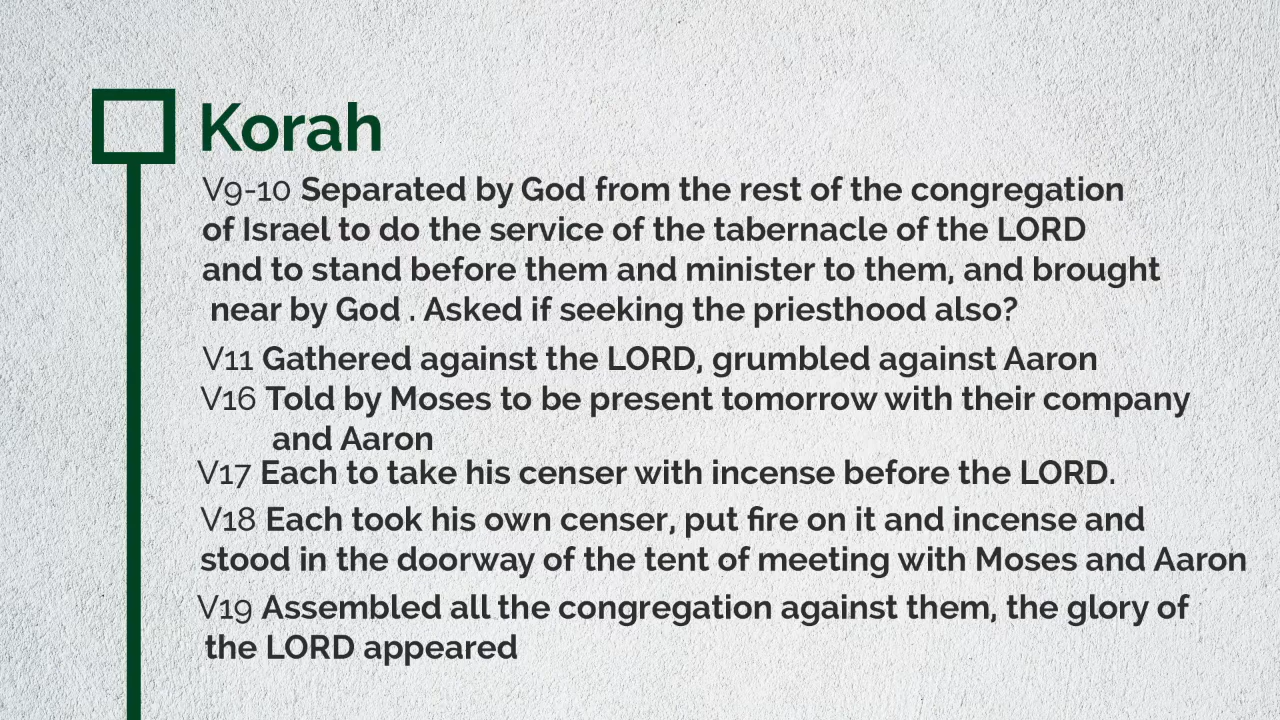 Korah
V9-10 Separated by God from the rest of the congregation
of Israel to do the service of the tabernacle of the LORD
and to stand before them and minister to them, and brought
near by God . Asked if seeking the priesthood also?
V11 Gathered against the LORD, grumbled against Aaron
V16 Told by Moses to be present tomorrow with their company
and Aaron
V17 Each to take his censer with incense before the LORD.
V18 Each took his own censer, put fire on it and incense and
stood in the doorway of the tent of meeting with Moses and Aaron
V19 Assembled all the congregation against them, the glory of
the LORD appeared